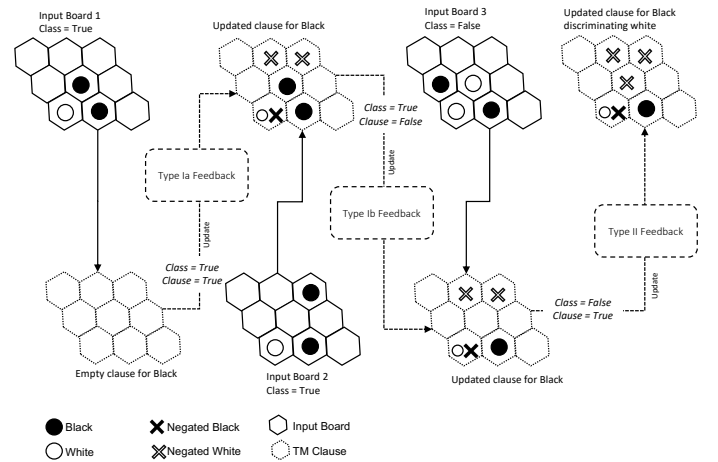 Input Board 1
Class = True
Updated clause for Black
Input Board 3
Class = False
Updated clause for Black
discriminating white
Class = True
Clause = False
Update
Type Ia Feedback
Type Ib Feedback
Type II Feedback
Update
Update
Class = True
Clause = True
Class = False
Clause = True
Empty clause for Black
Input Board 2
Class = True
Updated clause for Black
Black
Negated Black
Input Board
White
Negated White
TM Clause